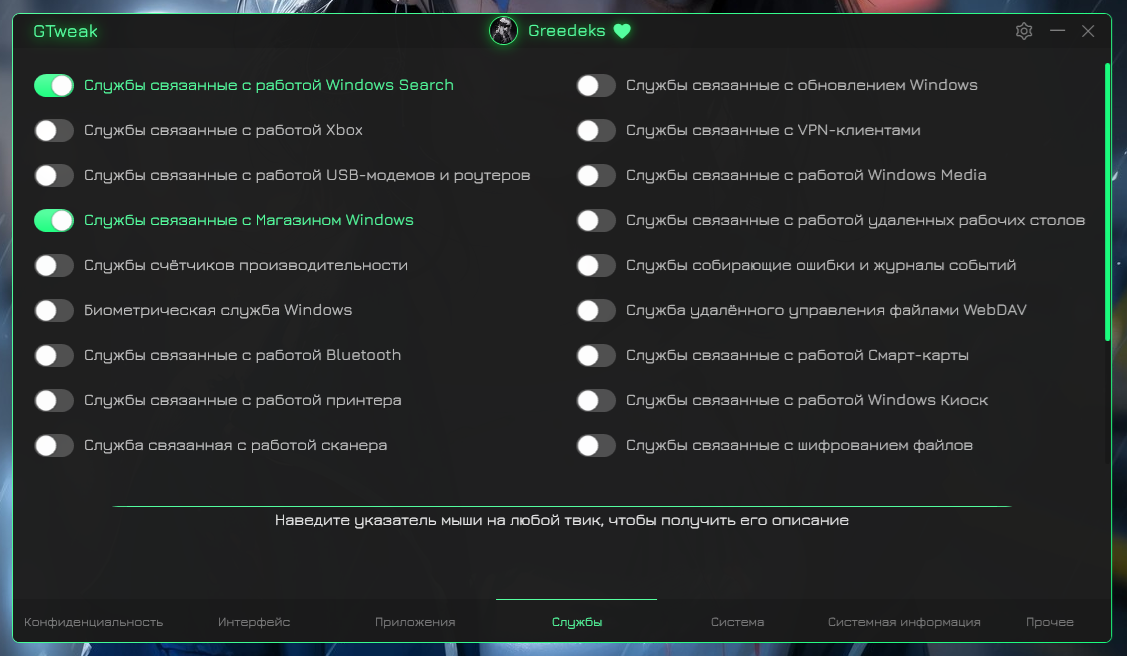 GTweak
Greedeks
Службы связанные с работой Windows Search
Службы связанные с обновлением Windows
Службы связанные с работой Xbox
Службы связанные с VPN-клиентами
Службы связанные с работой USB-модемов и роутеров
Службы связанные с работой Windows Media
Службы связанные с Магазином Windows
Службы связанные с работой удаленных рабочих столов
Службы счётчиков производительности
Службы собирающие ошибки и журналы событий
Биометрическая служба Windows
Служба удалённого управления файлами WebDAV
Службы связанные с работой Bluetooth
Службы связанные с работой Смарт-карты
Службы связанные с работой принтера
Службы связанные с работой Windows Киоск
Служба связанная с работой сканера
Службы связанные с шифрованием файлов
Наведите указатель мыши на любой твик, чтобы получить его описание
Конфиденциальность
Интерфейс
Приложения
Службы
Система
Системная информация
Прочее